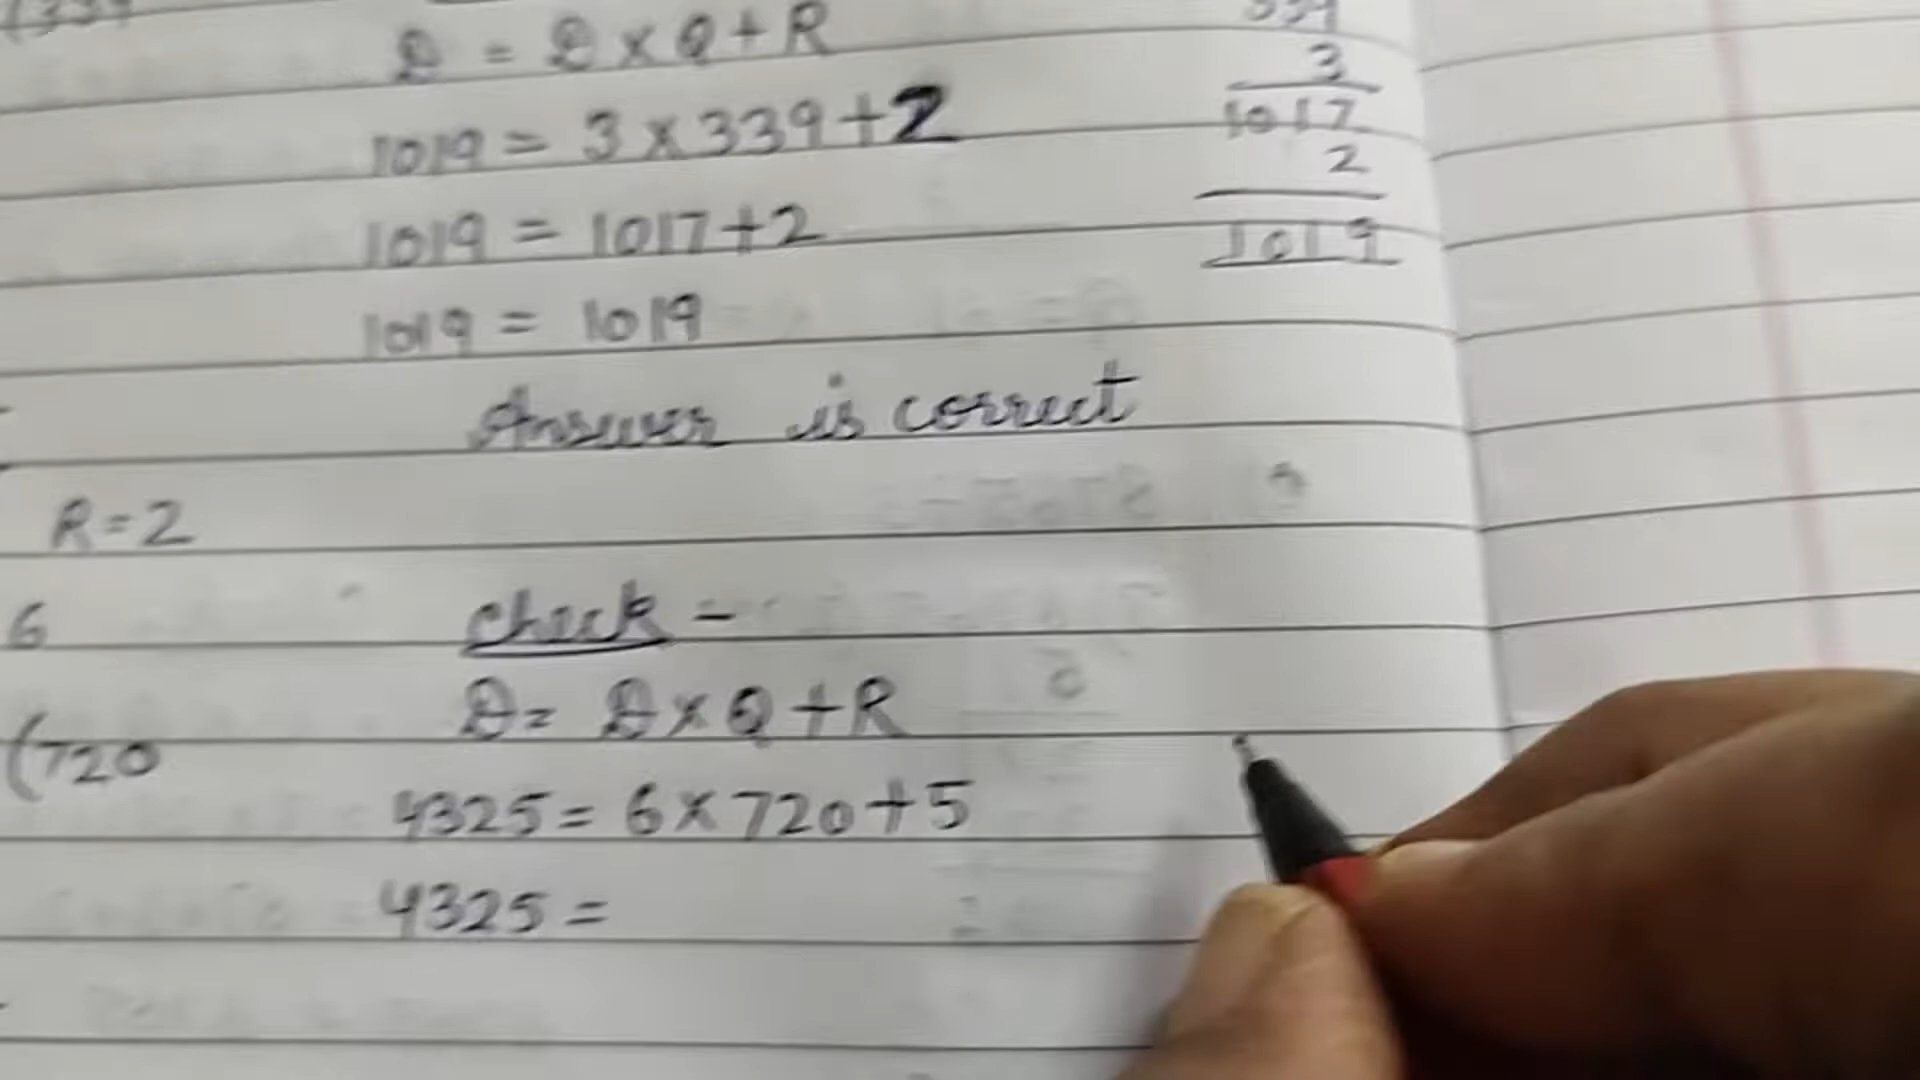 D = D × Q + R
1019 = 3 × 339 + 2
1019 = 1017 + 2
1019 = 1019
Answer is correct
339
3
1017
2
1019
R = 2
6
(720
Check -
D = D × Q + R
4325 = 6 × 720 + 5
4325 =